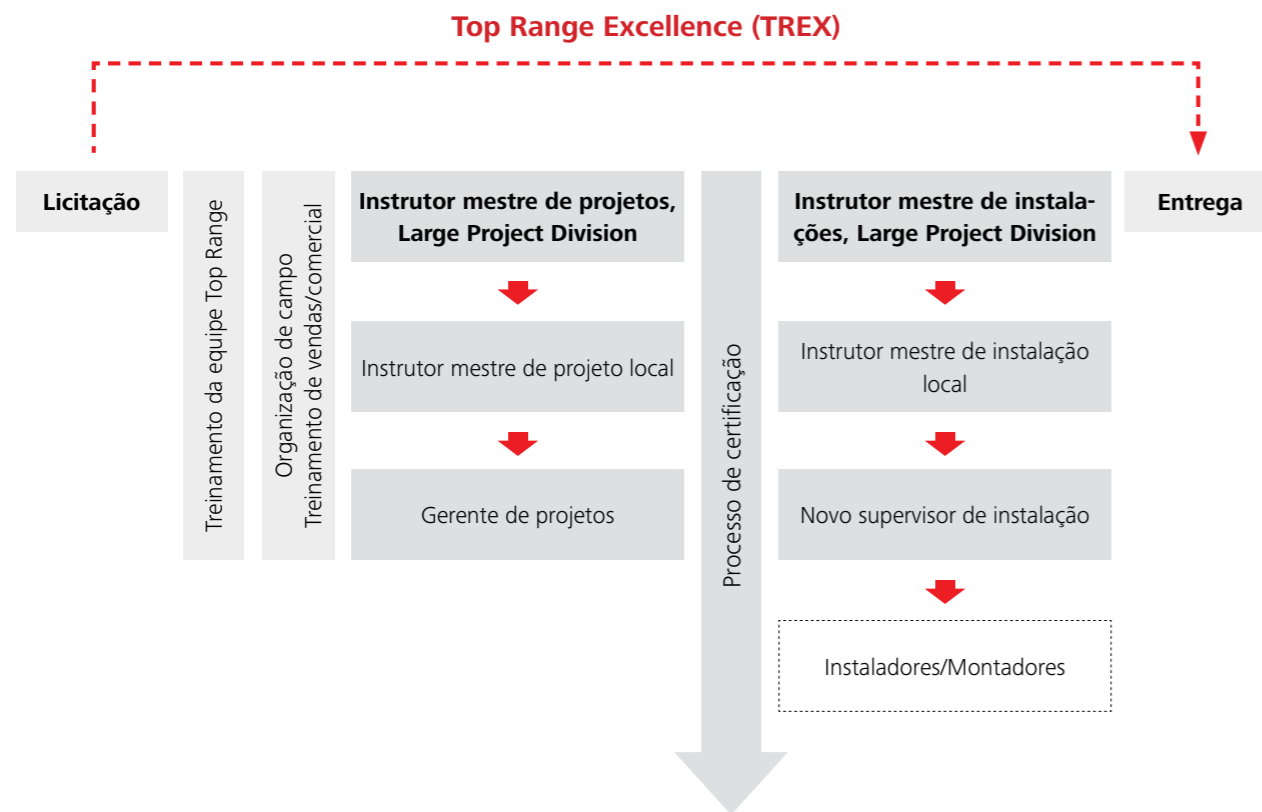 Top Range Excellence (TREX)
Licitação
Treinamento da equipe Top Range
Organização de campo
Treinamento de vendas/comercial
Instrutor mestre de projetos,
Large Project Division
Instrutor mestre de projeto local
Gerente de projetos
Processo de certificação
Instrutor mestre de instala-
ções, Large Project Division
Instrutor mestre de instalação
local
Novo supervisor de instalação
Instaladores/Montadores
Entrega